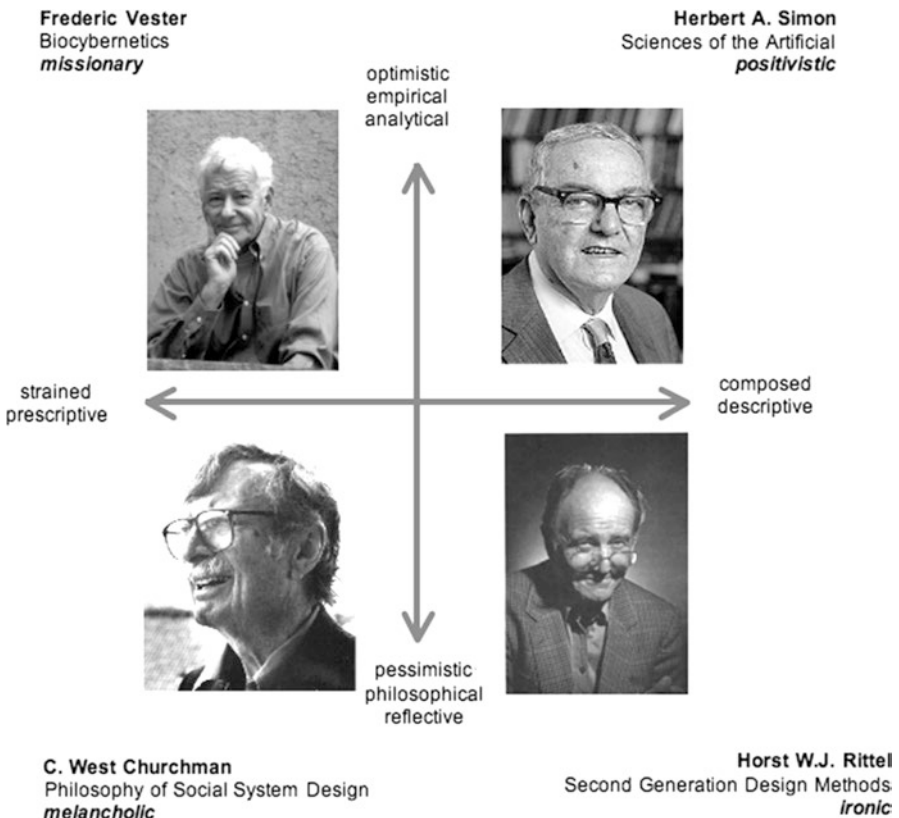 Frederic Vester
Biocybernetics
missionary
Herbert A. Simon
Sciences of the Artificial
positivistic
optimistic
empirical
analytical
strained
prescriptive
composed
descriptive
pessimistic
philosophical
reflective
C. West Churchman
Philosophy of Social System Design
melancholic
Horst W.J. Rittel
Second Generation Design Methods
ironic